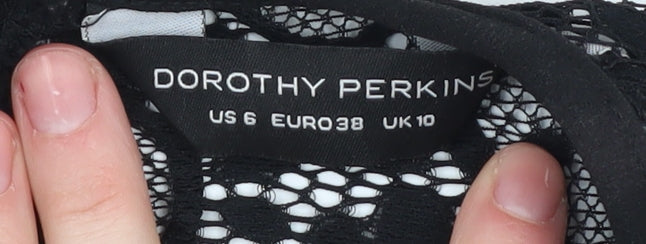 DOROTHY PERKINS
US 6 EURO38 UK10